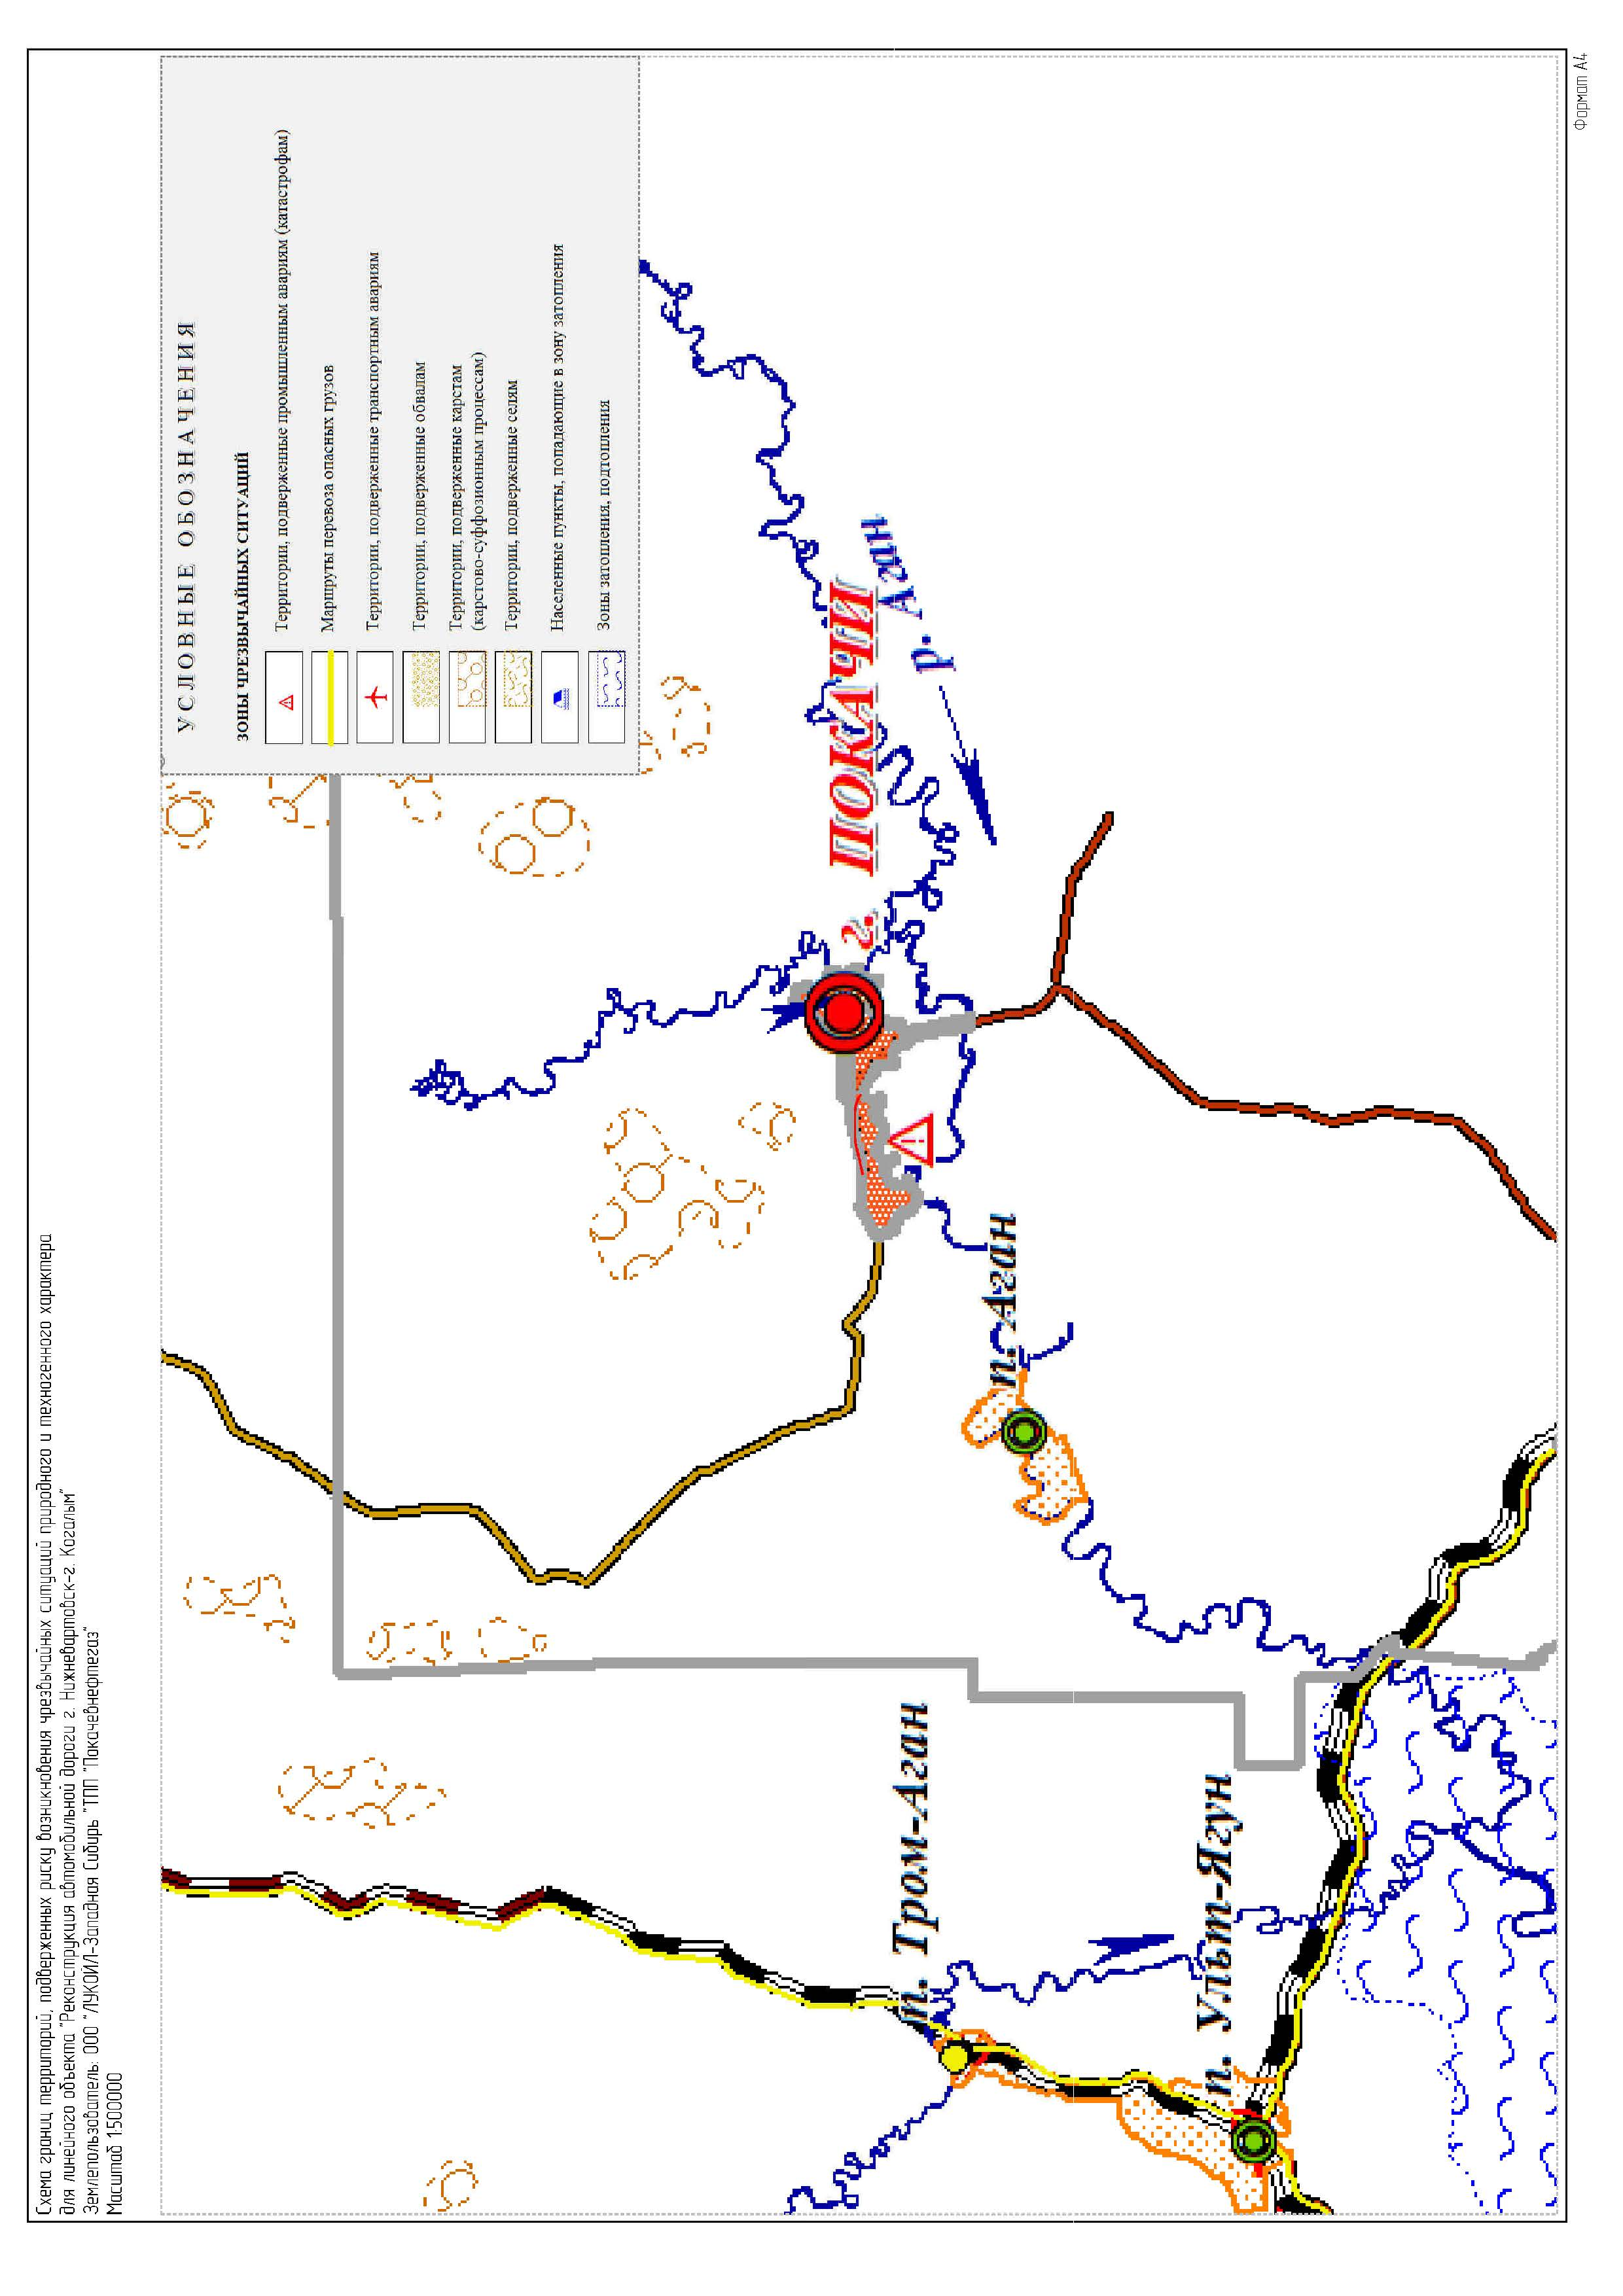 Схема границ территорий, подверженных риску возникновения чрезвычайных ситуаций природного и техногенного характера
для линейного объекта "Реконструкция автомобильной дороги г. Нижневартовск-г. Когалым"
Землепользователь: ООО "ЛУКОЙЛ-Западная Сибирь "ТПП "Покачевнефтегаз"
Масштаб 1:500000
УСЛОВНЫЕ ОБОЗНАЧЕНИЯ
ЗОНЫ ЧРЕЗВЫЧАЙНЫХ СИТУАЦИЙ
Территории, подверженные промышленным авариям (катастрофам)
Маршруты перевоза опасных грузов
Территории, подверженные транспортным авариям
Территории, подверженные обвалам
Территории, подверженные карстам
(карстово-суффозионным процессам)
Территории, подверженные селям
Населенные пункты, попадающие в зону затопления
Зоны затопления, подтопления
г. ПОКАЧИ
р. Аган
п. Аган
п. Тром-Аган
п. Ульт-Ягун
Формат А4